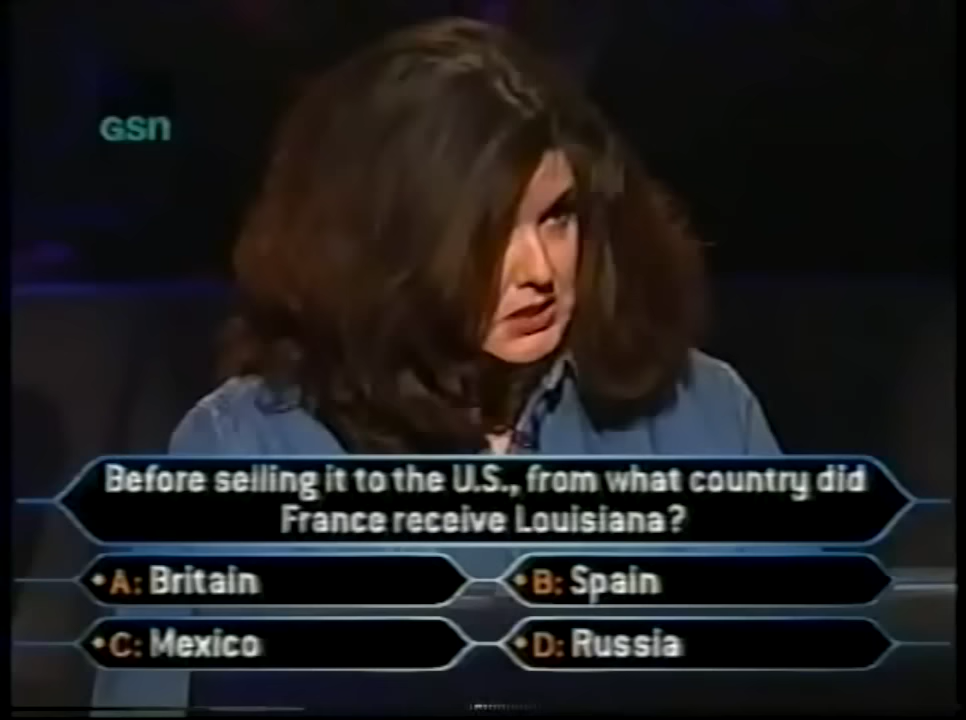 GSN
Before selling it to the U.S., from what country did
France receive Louisiana?
A: Britain
B: Spain
C: Mexico
D: Russia